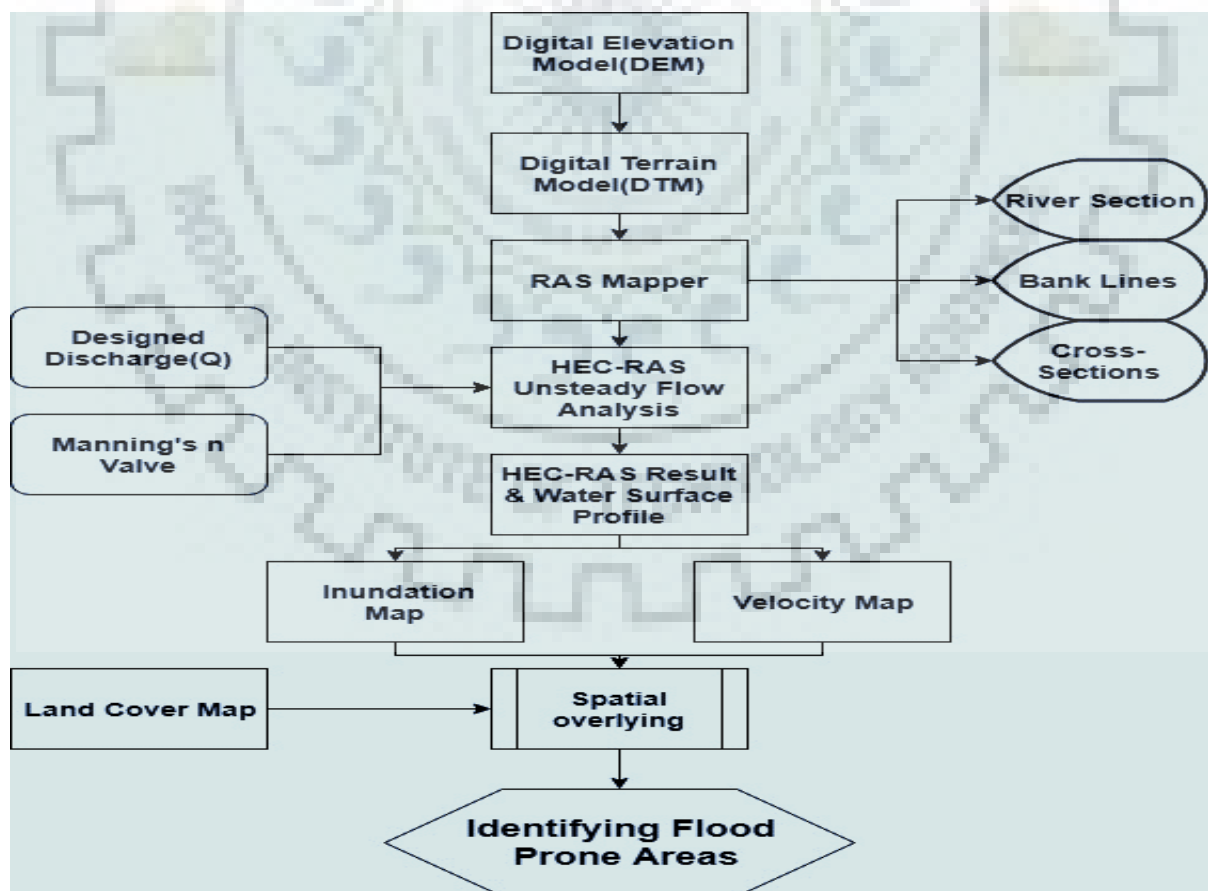 Digital Elevation
Model(DEM)
Digital Terrain
Model(DTM)
River Section
RAS Mapper
Bank Lines
Designed
Discharge(Q)
HEC-RAS
Unsteady Flow
Analysis
Cross-
Sections
Manning's n
Valve
HEC-RAS Result
& Water Surface
Profile
Inundation
Map
Velocity Map
Land Cover Map
Spatial
overlying
Identifying Flood
Prone Areas